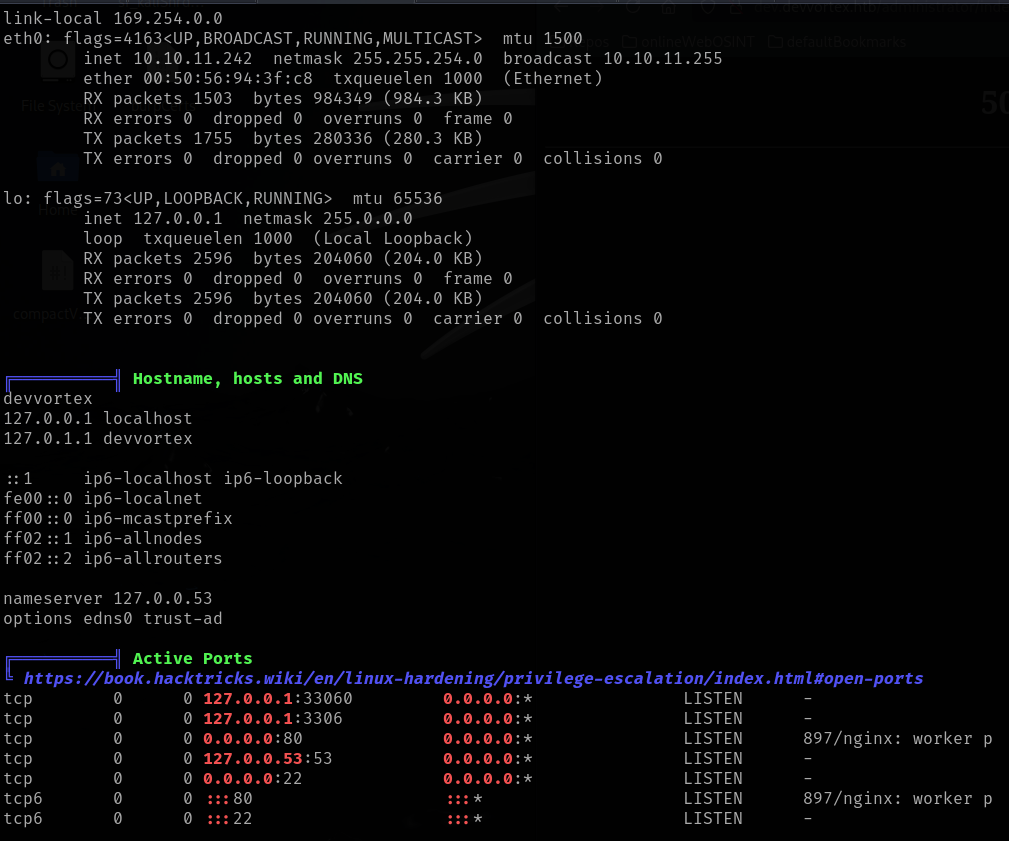 link-local 169.254.0.0
eth0: flags=4163<UP,BROADCAST,RUNNING,MULTICAST>  mtu 1500
        inet 10.10.11.242  netmask 255.255.254.0  broadcast 10.10.11.255
        ether 00:50:56:94:3f:c8  txqueuelen 1000  (Ethernet)
        RX packets 1503  bytes 984349 (984.3 KB)
        RX errors 0  dropped 0  overruns 0  frame 0
        TX packets 1755  bytes 280336 (280.3 KB)
        TX errors 0  dropped 0 overruns 0  carrier 0  collisions 0

lo: flags=73<UP,LOOPBACK,RUNNING>  mtu 65536
        inet 127.0.0.1  netmask 255.0.0.0
        loop  txqueuelen 1000  (Local Loopback)
        RX packets 2596  bytes 204060 (204.0 KB)
        RX errors 0  dropped 0  overruns 0  frame 0
        TX packets 2596  bytes 204060 (204.0 KB)
        TX errors 0  dropped 0 overruns 0  carrier 0  collisions 0

Hostname, hosts and DNS
devvortex
127.0.0.1 localhost
127.0.1.1 devvortex

::1     ip6-localhost ip6-loopback
fe00::0 ip6-localnet
ff00::0 ip6-mcastprefix
ff02::1 ip6-allnodes
ff02::2 ip6-allrouters

nameserver 127.0.0.53
options edns0 trust-ad

Active Ports
https://book.hacktricks.wiki/en/linux-hardening/privilege-escalation/index.html#open-ports
tcp        0      0 127.0.0.1:33060         0.0.0.0:*               LISTEN      -
tcp        0      0 127.0.0.1:3306          0.0.0.0:*               LISTEN      -
tcp        0      0 0.0.0.0:80              0.0.0.0:*               LISTEN      897/nginx: worker p
tcp        0      0 127.0.0.53:53           0.0.0.0:*               LISTEN      -
tcp        0      0 0.0.0.0:22              0.0.0.0:*               LISTEN      -
tcp6       0      0 :::80                   :::*                    LISTEN      897/nginx: worker p
tcp6       0      0 :::22                   :::*                    LISTEN      -
File System
Home
onlineWebOSINT
defaultBookmarks